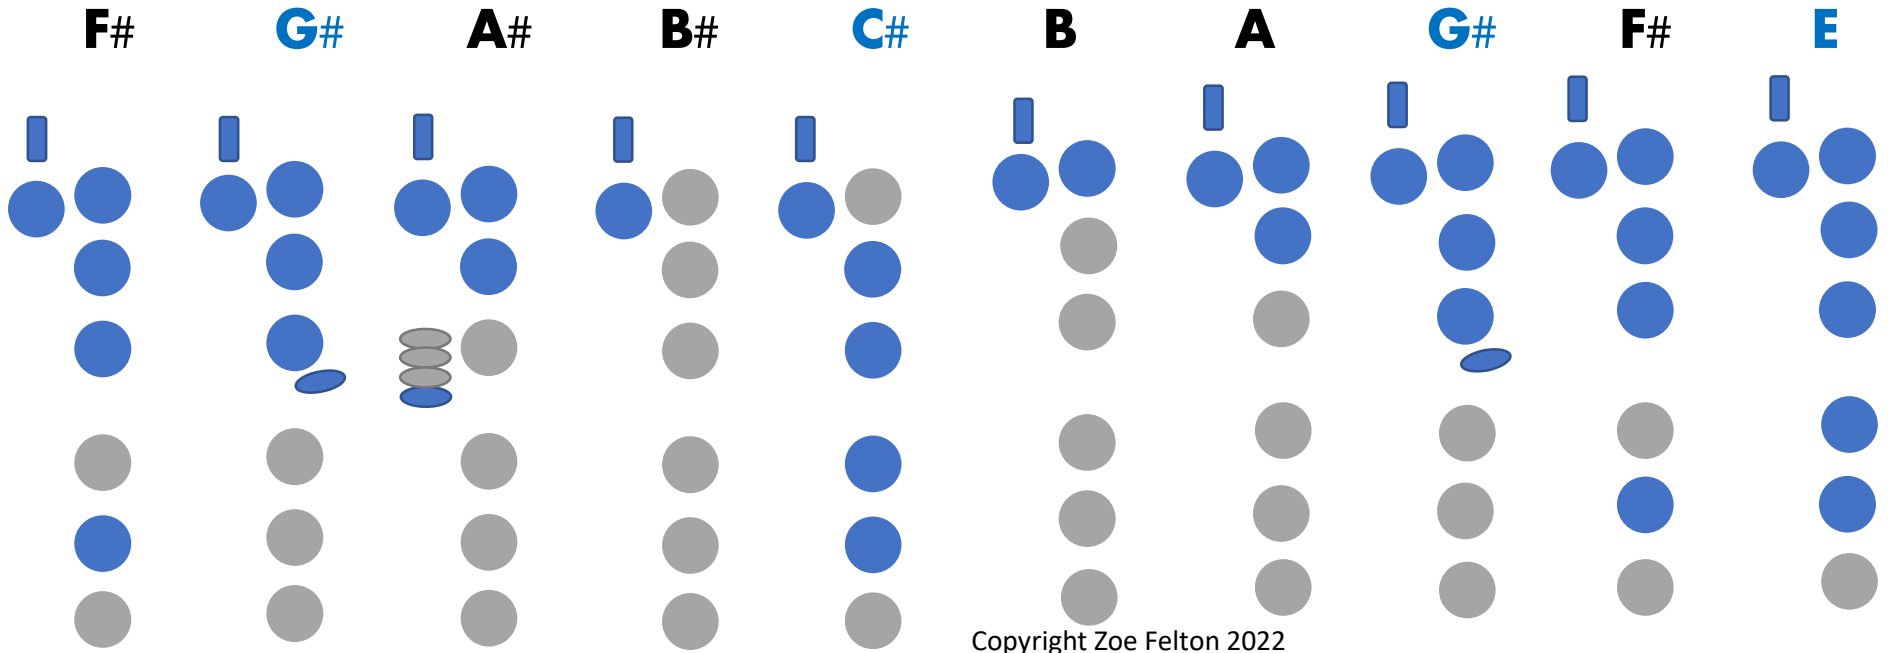 F# G# A# B# C# B A G# F# E
Copyright Zoe Felton 2022